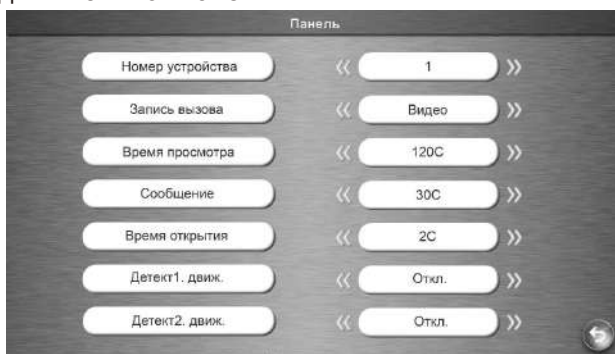 Панель
Номер устройства 1
Запись вызова Видео
Время просмотра 120С
Сообщение 30С
Время открытия 2С
Детект1. движ. Откл.
Детект2. движ. Откл.